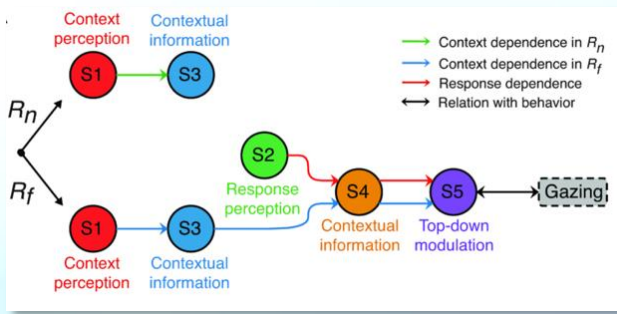 Context
perception
Contextual
information
S1
S3
Context dependence in Rn
Context dependence in Rf
Response dependence
Relation with behavior
Rn
Rf
S2
Response
perception
S4
Contextual
information
S5
Top-down
modulation
Gazing
S1
Context
perception
S3
Contextual
information